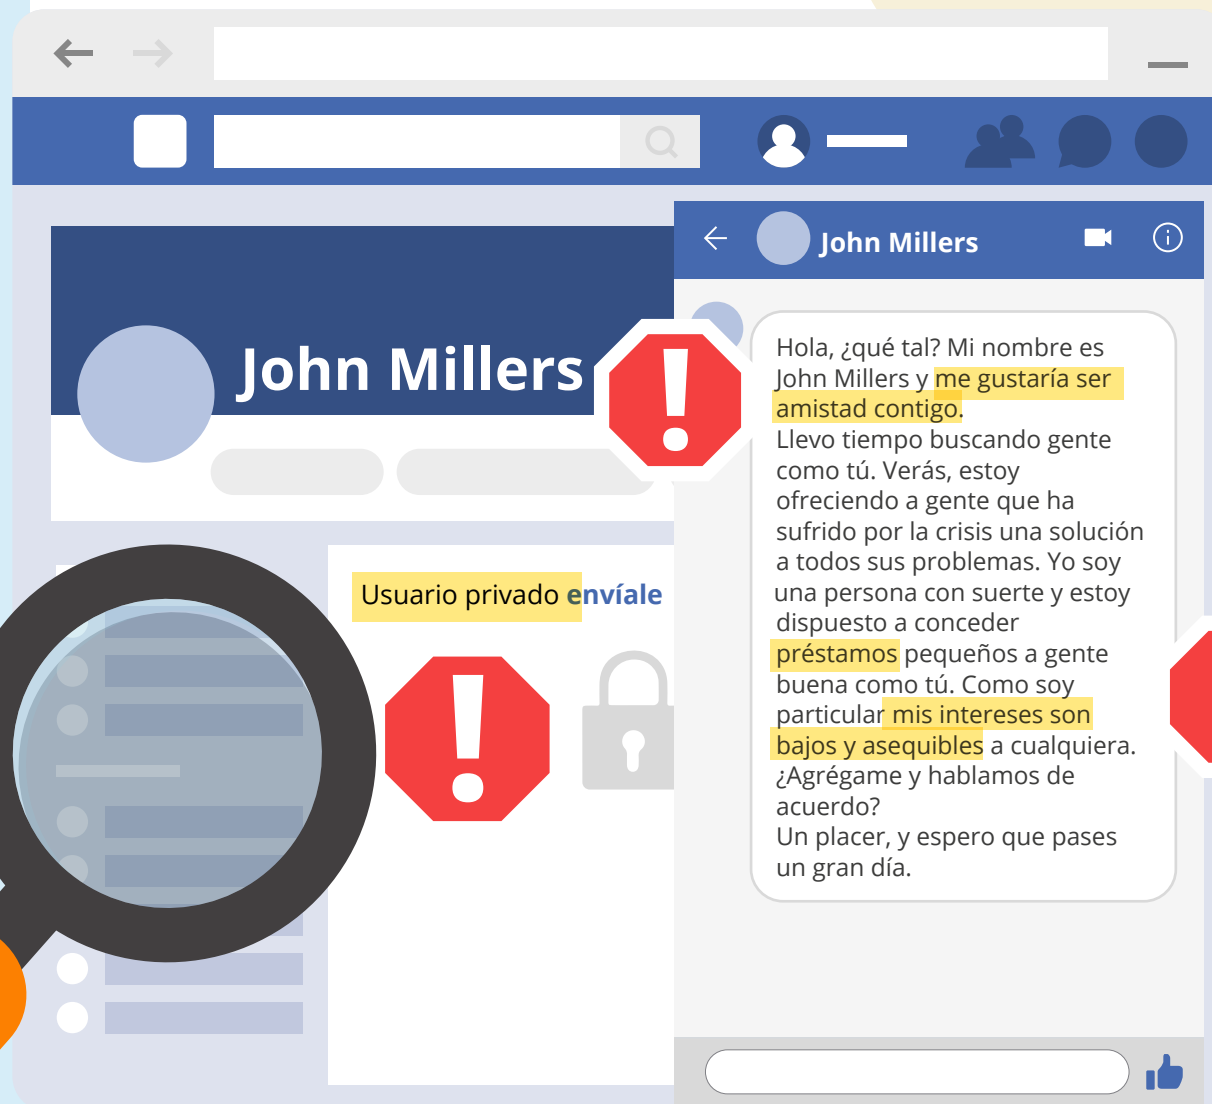 John Millers
John Millers
Usuario privado envíale
Hola, ¿qué tal? Mi nombre es
John Millers y me gustaría ser
amistad contigo.
Llevo tiempo buscando gente
como tú. Verás, estoy
ofreciendo a gente que ha
sufrido por la crisis una solución
a todos sus problemas. Yo soy
una persona con suerte y estoy
dispuesto a conceder
préstamos pequeños a gente
buena como tú. Como soy
particular mis intereses son
bajos y asequibles a cualquiera.
¿Agrégame y hablamos de
acuerdo?
Un placer, y espero que pases
un gran día.